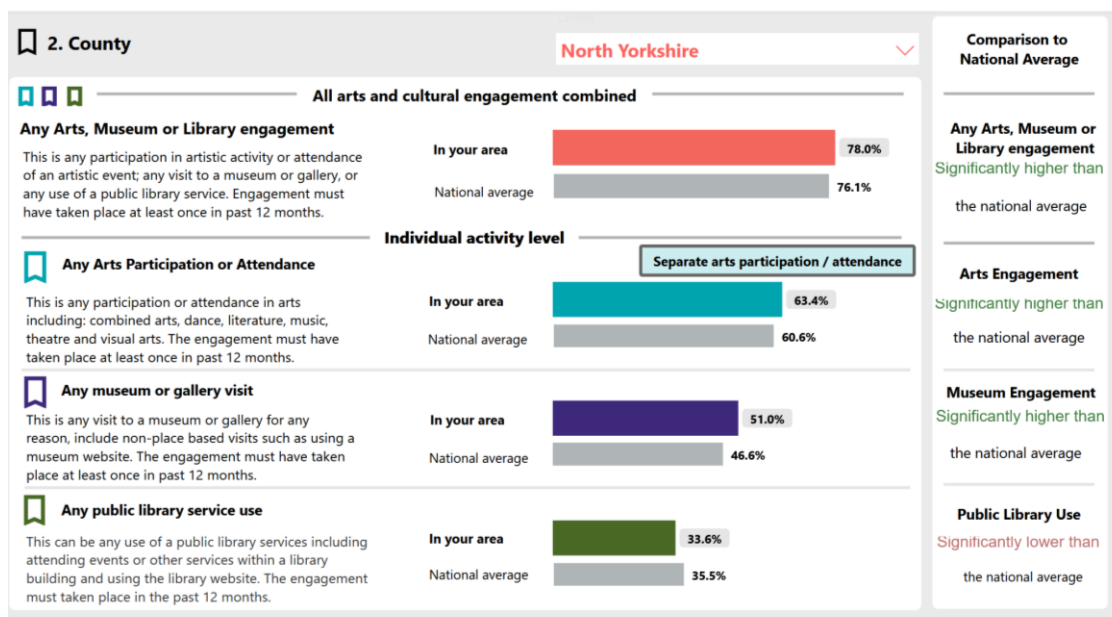 2. County
North Yorkshire
Comparison to
National Average
All arts and cultural engagement combined
Any Arts, Museum or Library engagement
This is any participation in artistic activity or attendance
of an artistic event; any visit to a museum or gallery, or
any use of a public library service. Engagement must
have taken place at least once in past 12 months.
In your area
78.0%
National average
76.1%
Any Arts, Museum or
Library engagement
Significantly higher than
the national average
Individual activity level
Any Arts Participation or Attendance
Separate arts participation / attendance
This is any participation or attendance in arts
including: combined arts, dance, literature, music,
theatre and visual arts. The engagement must have
taken place at least once in past 12 months.
In your area
63.4%
National average
60.6%
Arts Engagement
Significantly higher than
the national average
Any museum or gallery visit
This is any visit to a museum or gallery for any
reason, include non-place based visits such as using a
museum website. The engagement must have taken
place at least once in past 12 months.
In your area
51.0%
National average
46.6%
Museum Engagement
Significantly higher than
the national average
Any public library service use
This can be any use of a public library services including
attending events or other services within a library
building and using the library website. The engagement
must taken place in the past 12 months.
In your area
33.6%
National average
35.5%
Public Library Use
Significantly lower than
the national average